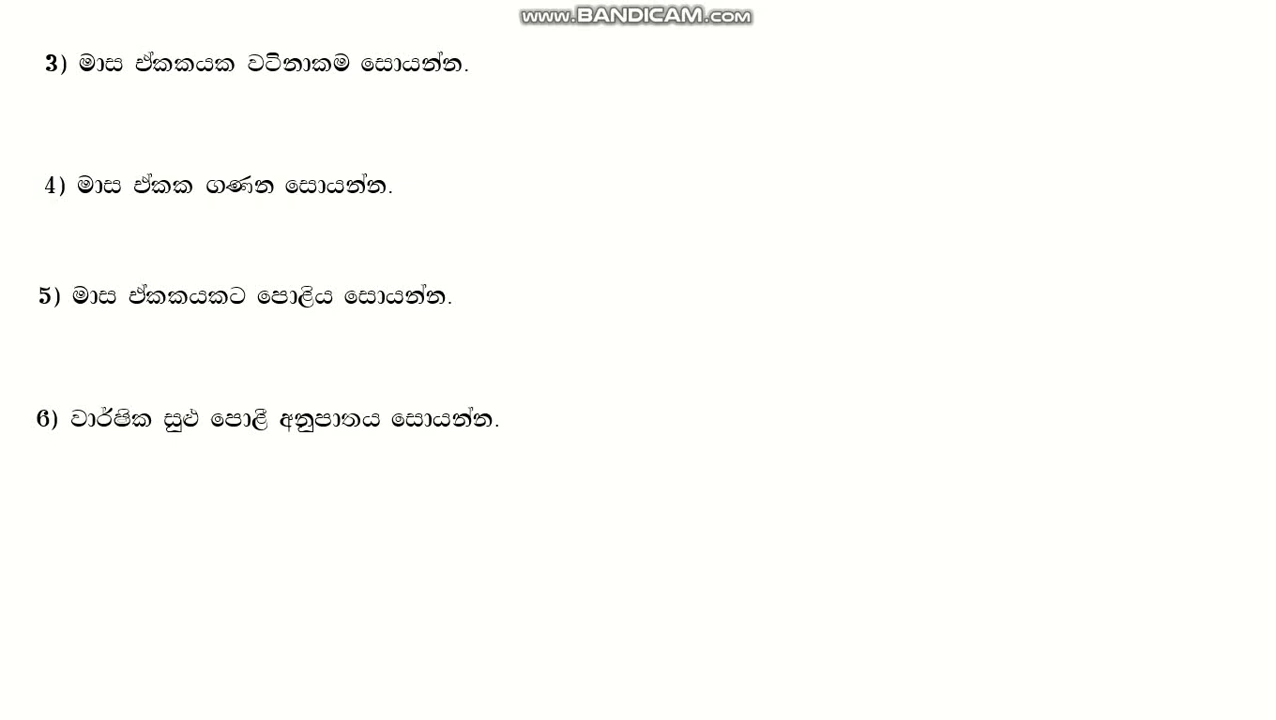 www.BANDICAM.com
3) මාස ඒකකයක වටිනාකම සොයන්න.
4) මාස ඒකක ගණන සොයන්න.
5) මාස ඒකකයකට පොළිය සොයන්න.
6) වාර්ෂික සුළු පොළී අනුපාතය සොයන්න.